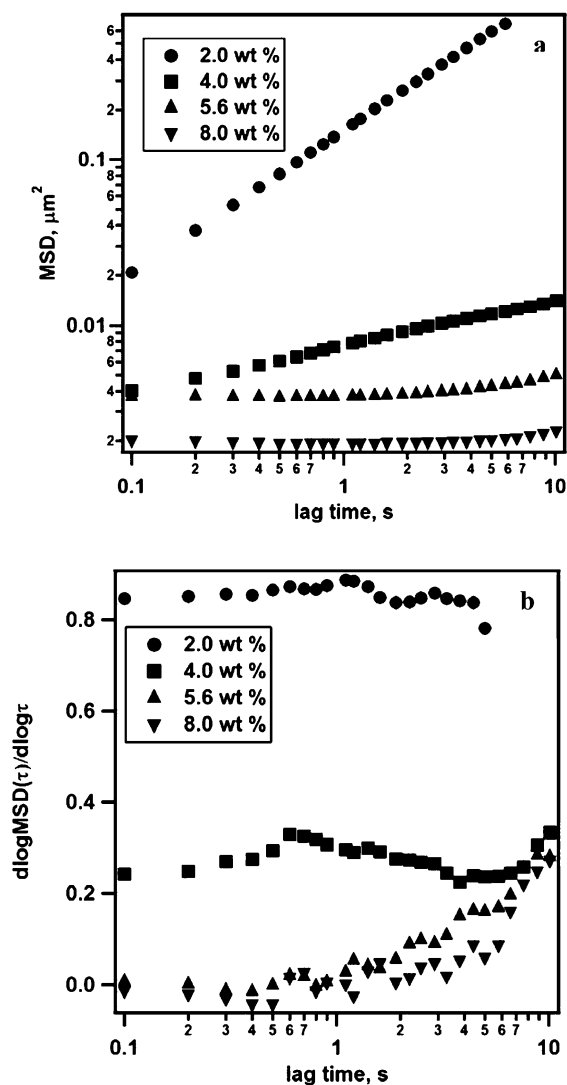 a
2.0 wt %
4.0 wt %
5.6 wt %
8.0 wt %
MSD, μm²
6
4
2
0.1
8
6
4
2
0.01
8
6
4
2
0.1
2 3 4 5 6 7
1
2 3 4 5 6 7
10
lag time, s
b
2.0 wt %
4.0 wt %
5.6 wt %
8.0 wt %
dlogMSD(τ)/dlogτ
0.8
0.6
0.4
0.2
0.0
0.1
2 3 4 5 6 7
1
2 3 4 5 6 7
10
lag time, s